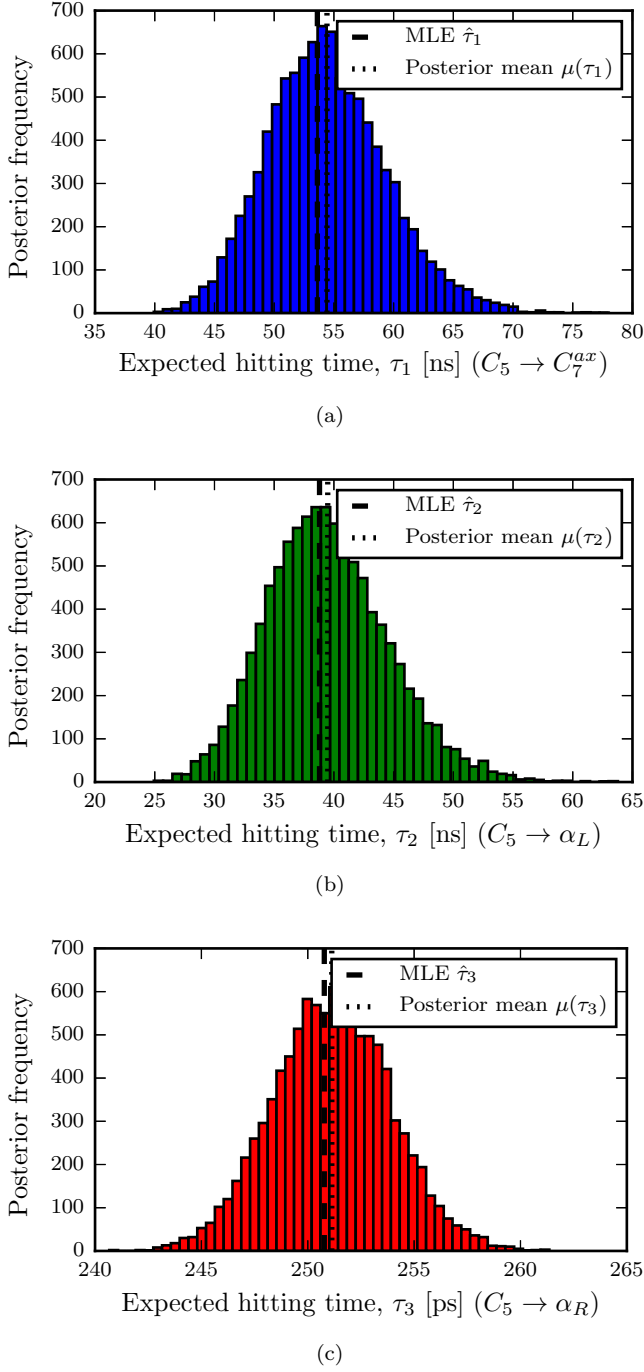 700
600
500
400
300
200
100
0
Posterior frequency
MLE τ̂₁
Posterior mean μ(τ₁)
35 40 45 50 55 60 65 70 75 80
Expected hitting time, τ₁ [ns] (C₅ → C₇ᵃˣ)
(a)
700
600
500
400
300
200
100
0
Posterior frequency
MLE τ̂₂
Posterior mean μ(τ₂)
20 25 30 35 40 45 50 55 60 65
Expected hitting time, τ₂ [ns] (C₅ → α_L)
(b)
700
600
500
400
300
200
100
0
Posterior frequency
MLE τ̂₃
Posterior mean μ(τ₃)
240 245 250 255 260 265
Expected hitting time, τ₃ [ps] (C₅ → α_R)
(c)